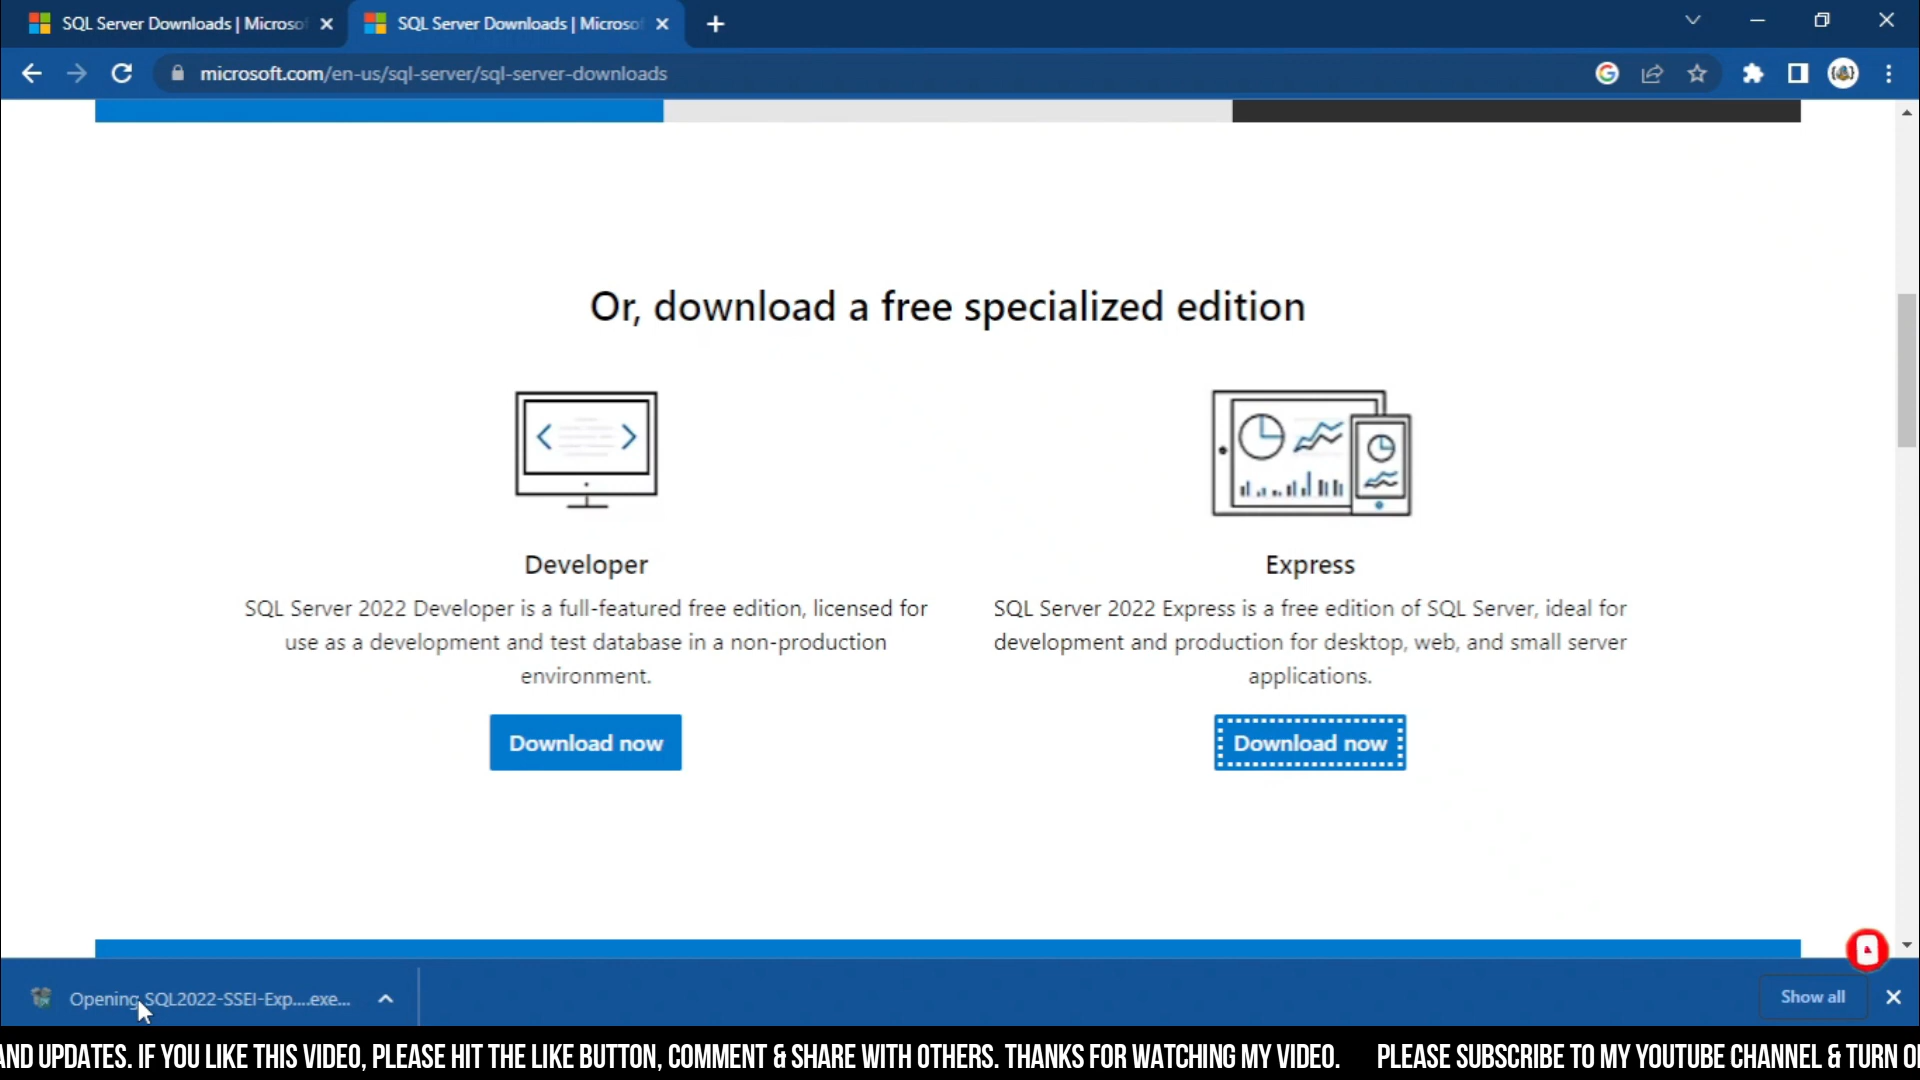 SQL Server Downloads | Microso
SQL Server Downloads | Microso
microsoft.com/en-us/sql-server/sql-server-downloads
Or, download a free specialized edition
Developer
SQL Server 2022 Developer is a full-featured free edition, licensed for
use as a development and test database in a non-production
environment.
Download now
Express
SQL Server 2022 Express is a free edition of SQL Server, ideal for
development and production for desktop, web, and small server
applications.
Download now
Opening SQL2022-SSEI-Exp....exe...
Show all
AND UPDATES. IF YOU LIKE THIS VIDEO, PLEASE HIT THE LIKE BUTTON, COMMENT & SHARE WITH OTHERS. THANKS FOR WATCHING MY VIDEO. PLEASE SUBSCRIBE TO MY YOUTUBE CHANNEL & TURN O